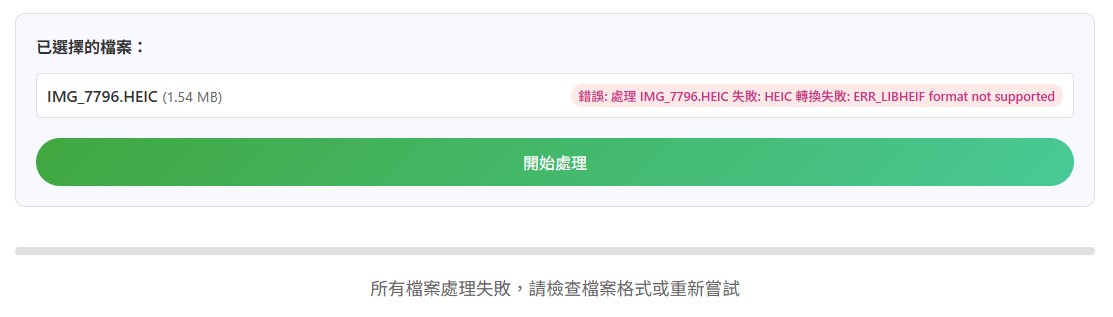 已選擇的檔案：
IMG_7796.HEIC (1.54 MB)
錯誤: 處理 IMG_7796.HEIC 失敗: HEIC 轉換失敗: ERR_LIBHEIF format not supported
開始處理
所有檔案處理失敗，請檢查檔案格式或重新嘗試